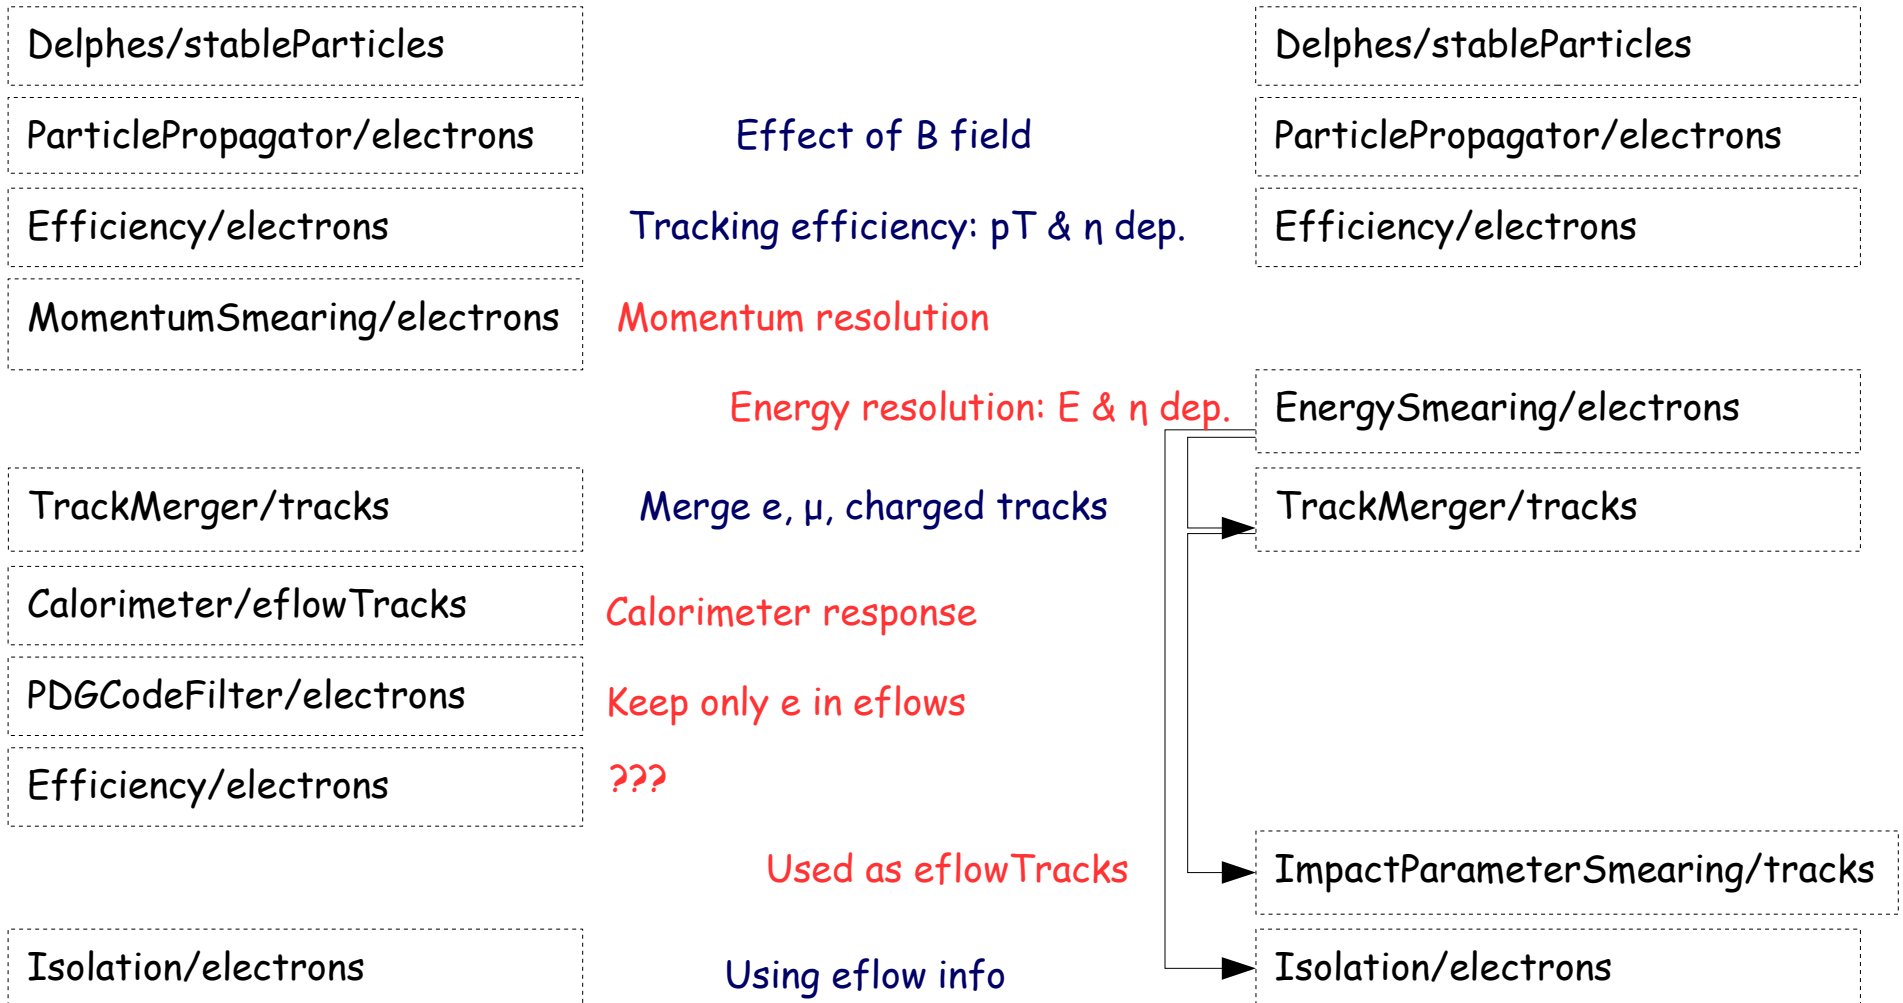 Delphes/stableParticles
Delphes/stableParticles
ParticlePropagator/electrons
Effect of B field
ParticlePropagator/electrons
Efficiency/electrons
Tracking efficiency: pT & η dep.
Efficiency/electrons
MomentumSmearing/electrons
Momentum resolution
Energy resolution: E & η dep.
EnergySmearing/electrons
TrackMerger/tracks
Merge e, μ, charged tracks
TrackMerger/tracks
Calorimeter/eflowTracks
Calorimeter response
PDGCodeFilter/electrons
Keep only e in eflows
Efficiency/electrons
???
Used as eflowTracks
ImpactParameterSmearing/tracks
Isolation/electrons
Using eflow info
Isolation/electrons